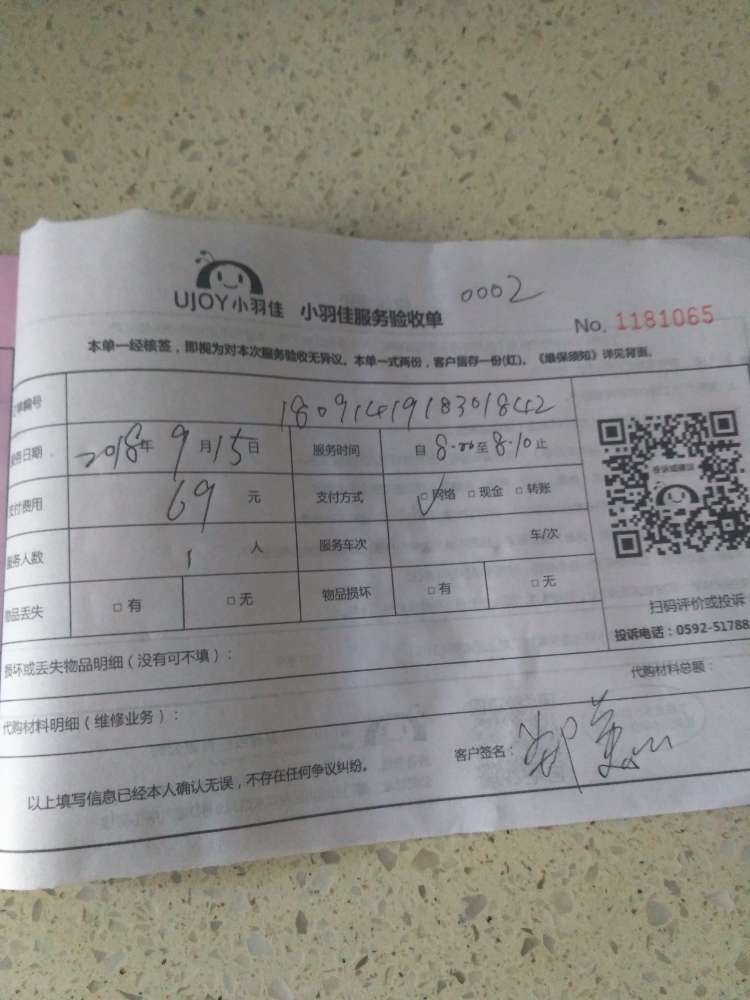 UJOY小羽佳 小羽佳服务验收单 0002
No. 1181065
本单一经核签，即视为对本次服务验收无异议。本单一式两份，客户留存一份(红)。《维保须知》详见背面。
单编号 1809141918301842
务日期 2018年9月15日 服务时间 自 8 至 8:10 止
支付费用 69 元 支付方式 ✓□网络 □现金 □转账
服务人数 1 人 服务车次 车/次
物品丢失 □有 □无 物品损坏 □有 □无
投诉或建议
扫码评价或投诉
投诉电话：0592-51788
损坏或丢失物品明细（没有可不填）：
代购材料明细（维修业务）： 代购材料总额：
以上填写信息已经本人确认无误，不存在任何争议纠纷。 客户签名：郑